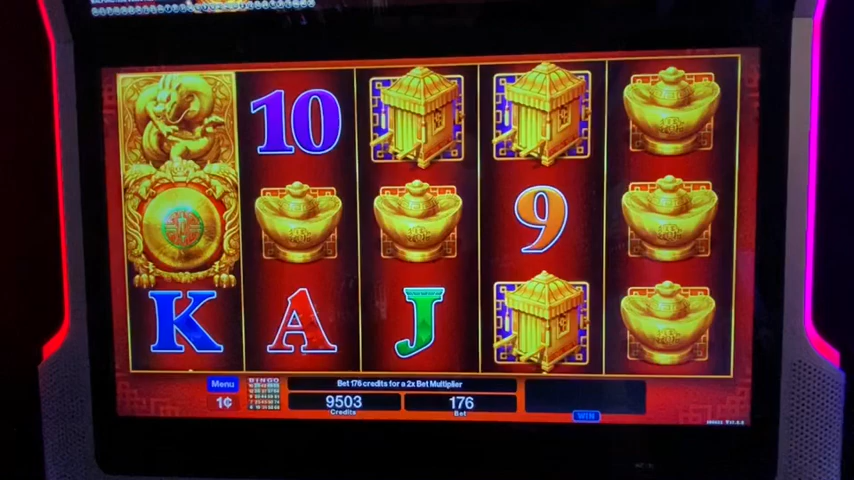 10
9
K A J
Menu
BINGO
Bet 176 credits for a 2x Bet Multiplier
1¢
9503
176
Credits
Bet
WIN